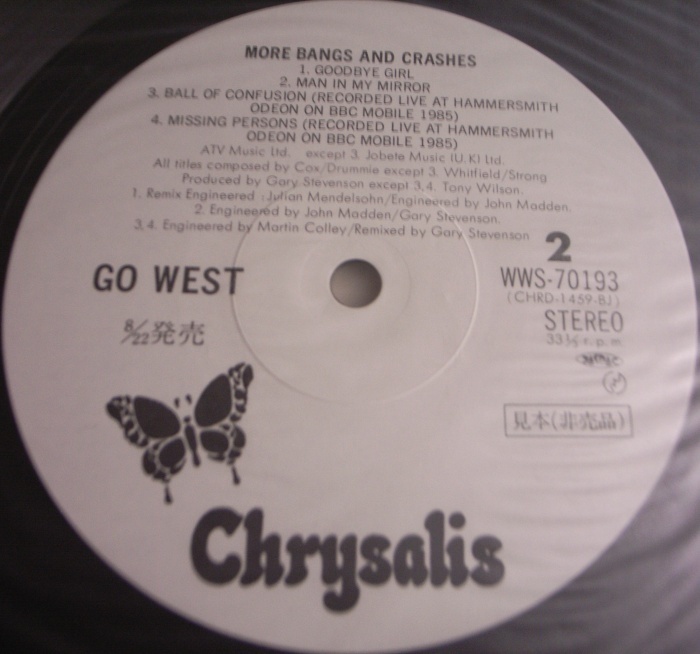 MORE BANGS AND CRASHES
1. GOODBYE GIRL
2. MAN IN MY MIRROR
3. BALL OF CONFUSION (RECORDED LIVE AT HAMMERSMITH
ODEON ON BBC MOBILE 1985)
4. MISSING PERSONS (RECORDED LIVE AT HAMMERSMITH
ODEON ON BBC MOBILE 1985)
ATV Music Ltd. except 3. Jobete Music (U.K) Ltd.
All titles composed by Cox/Drummie except 3. Whitfield/Strong
Produced by Gary Stevenson except 3,4. Tony Wilson.
1. Remix Engineered : Julian Mendelsohn/Engineered by John Madden.
2. Engineered by John Madden/Gary Stevenson.
3,4. Engineered by Martin Colley/Remixed by Gary Stevenson
2
GO WEST
WWS-70193
(CHRD-1459-BJ)
STEREO
33⅓ r.p.m.
8/22発売
見本(非売品)
Chrysalis